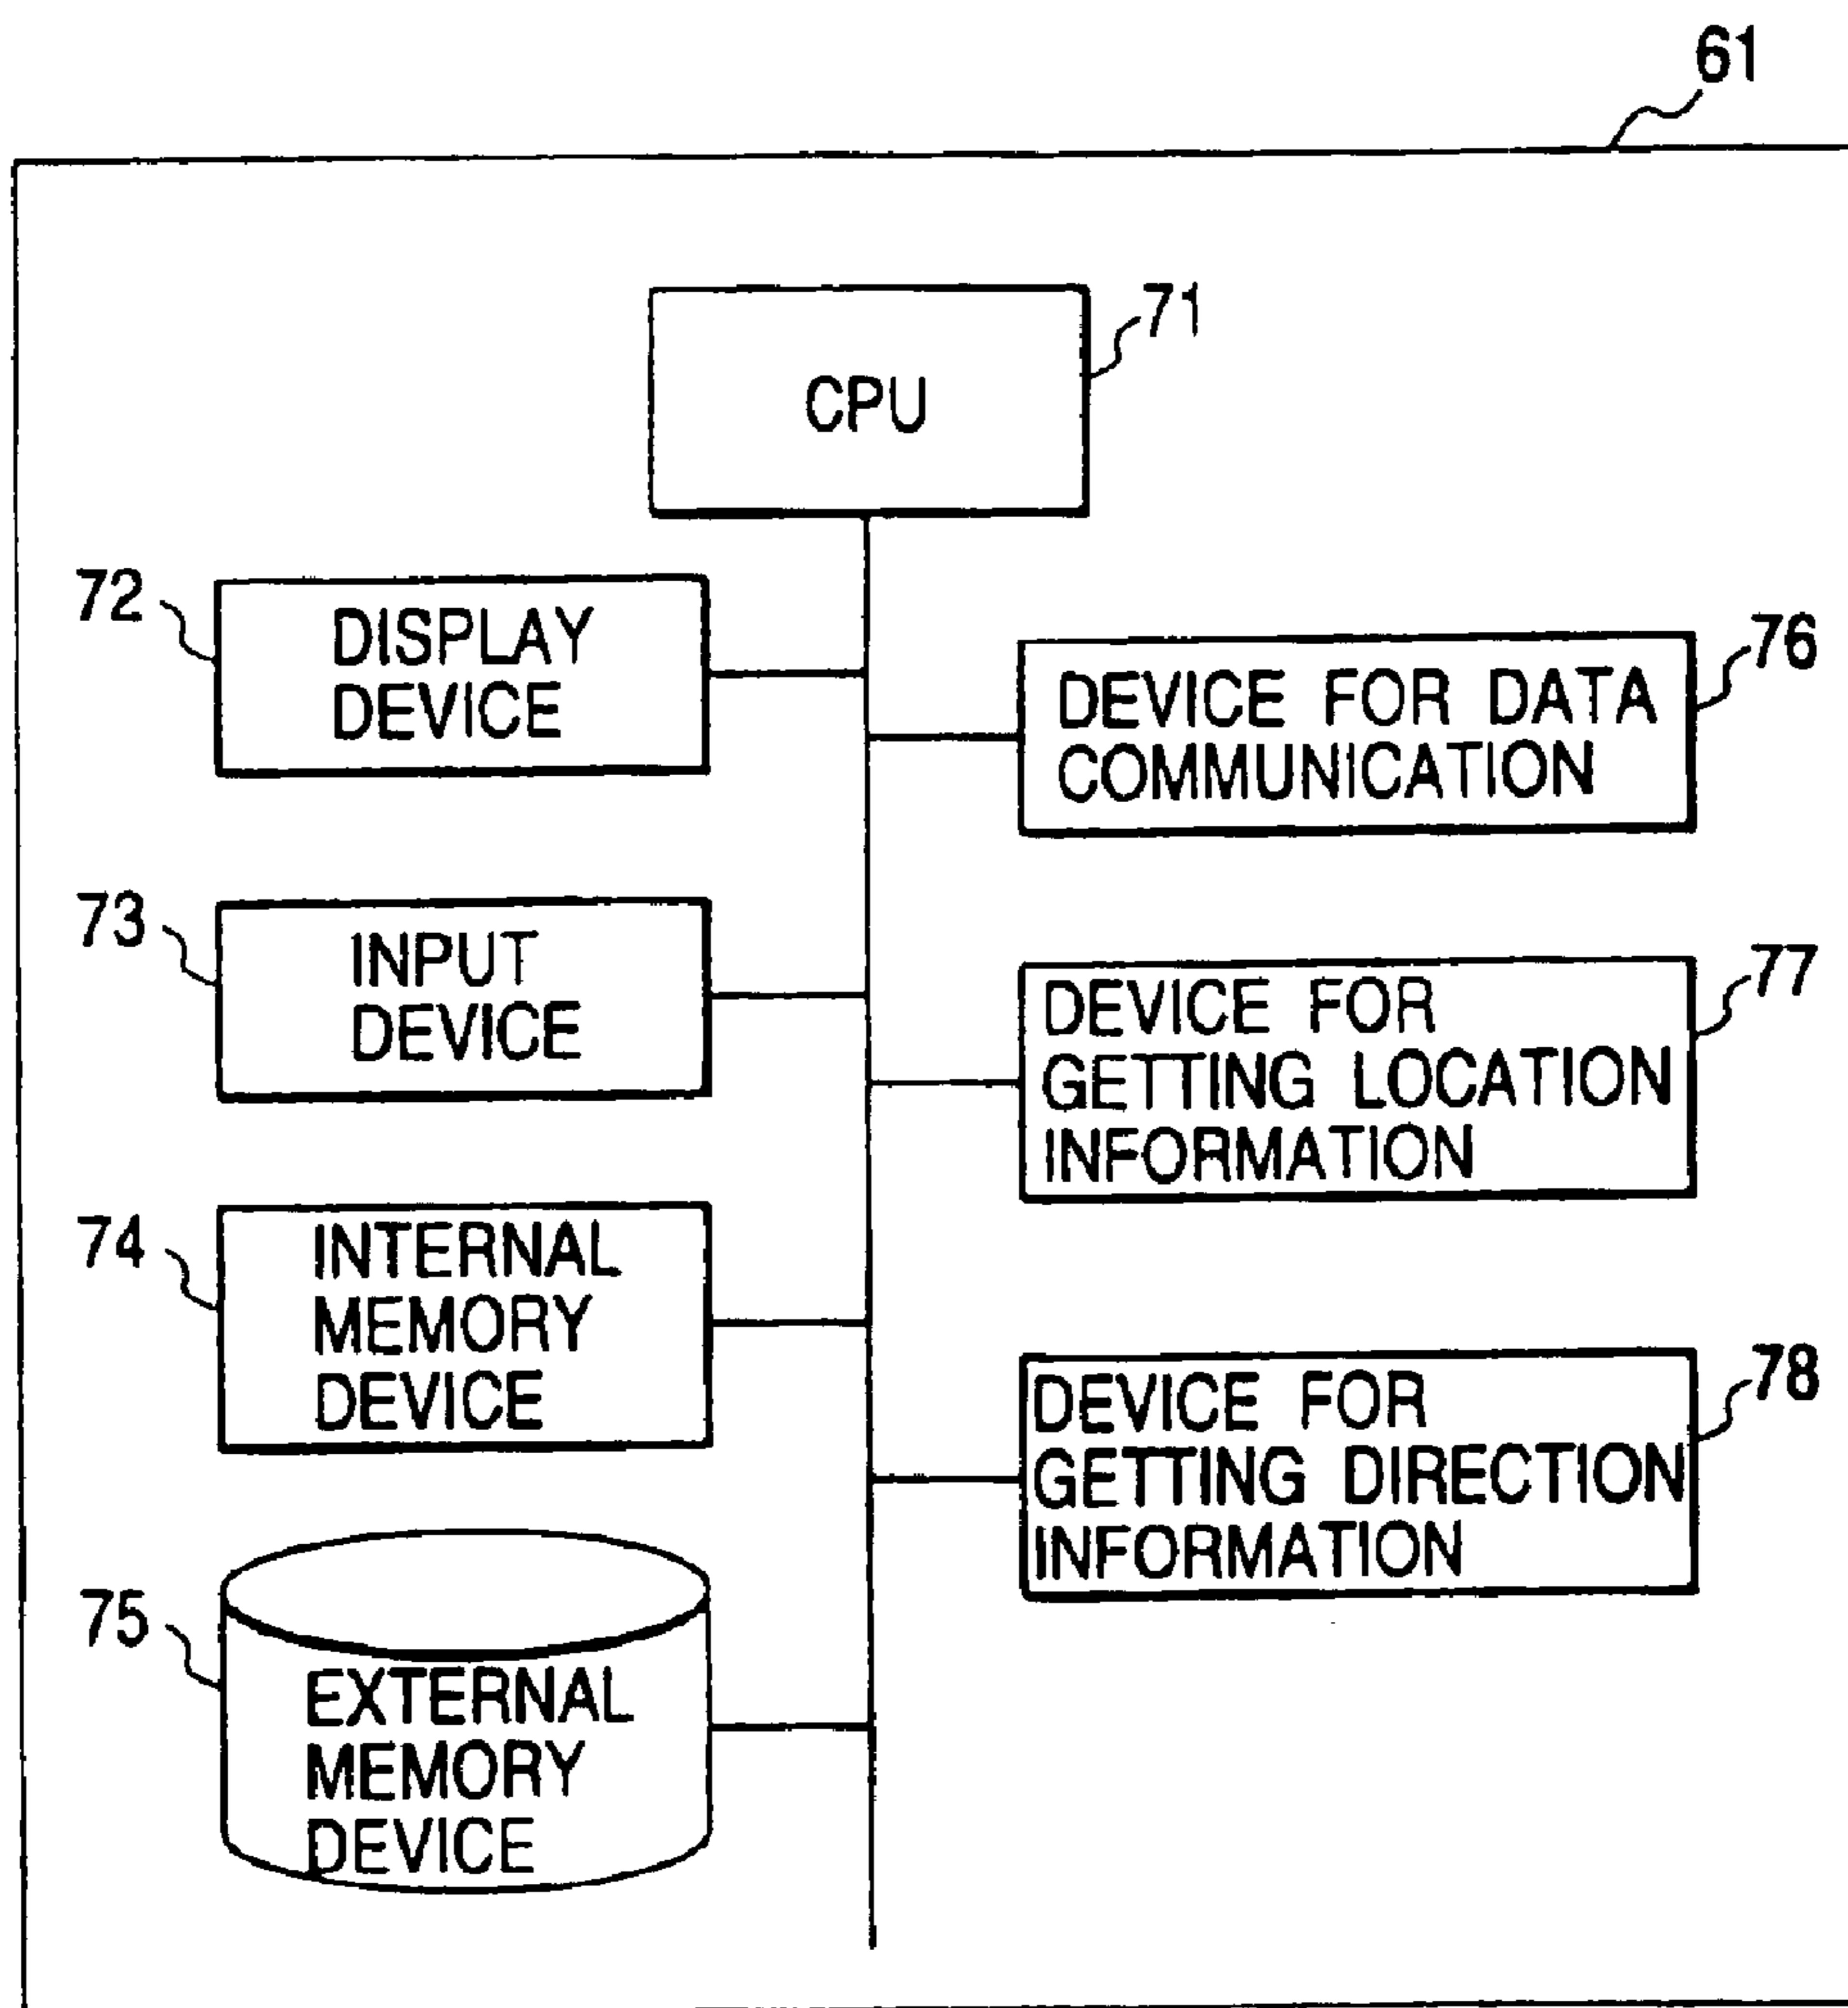 61
CPU
71
72
DISPLAY
DEVICE
DEVICE FOR DATA
COMMUNICATION
76
73
INPUT
DEVICE
DEVICE FOR
GETTING LOCATION
INFORMATION
77
74
INTERNAL
MEMORY
DEVICE
DEVICE FOR
GETTING DIRECTION
INFORMATION
78
75
EXTERNAL
MEMORY
DEVICE